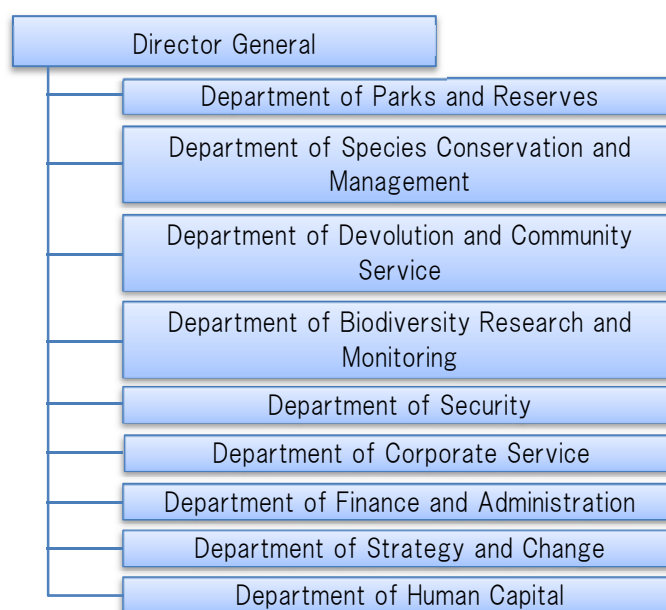 Director General
Department of Parks and Reserves
Department of Species Conservation and
Management
Department of Devolution and Community
Service
Department of Biodiversity Research and
Monitoring
Department of Security
Department of Corporate Service
Department of Finance and Administration
Department of Strategy and Change
Department of Human Capital